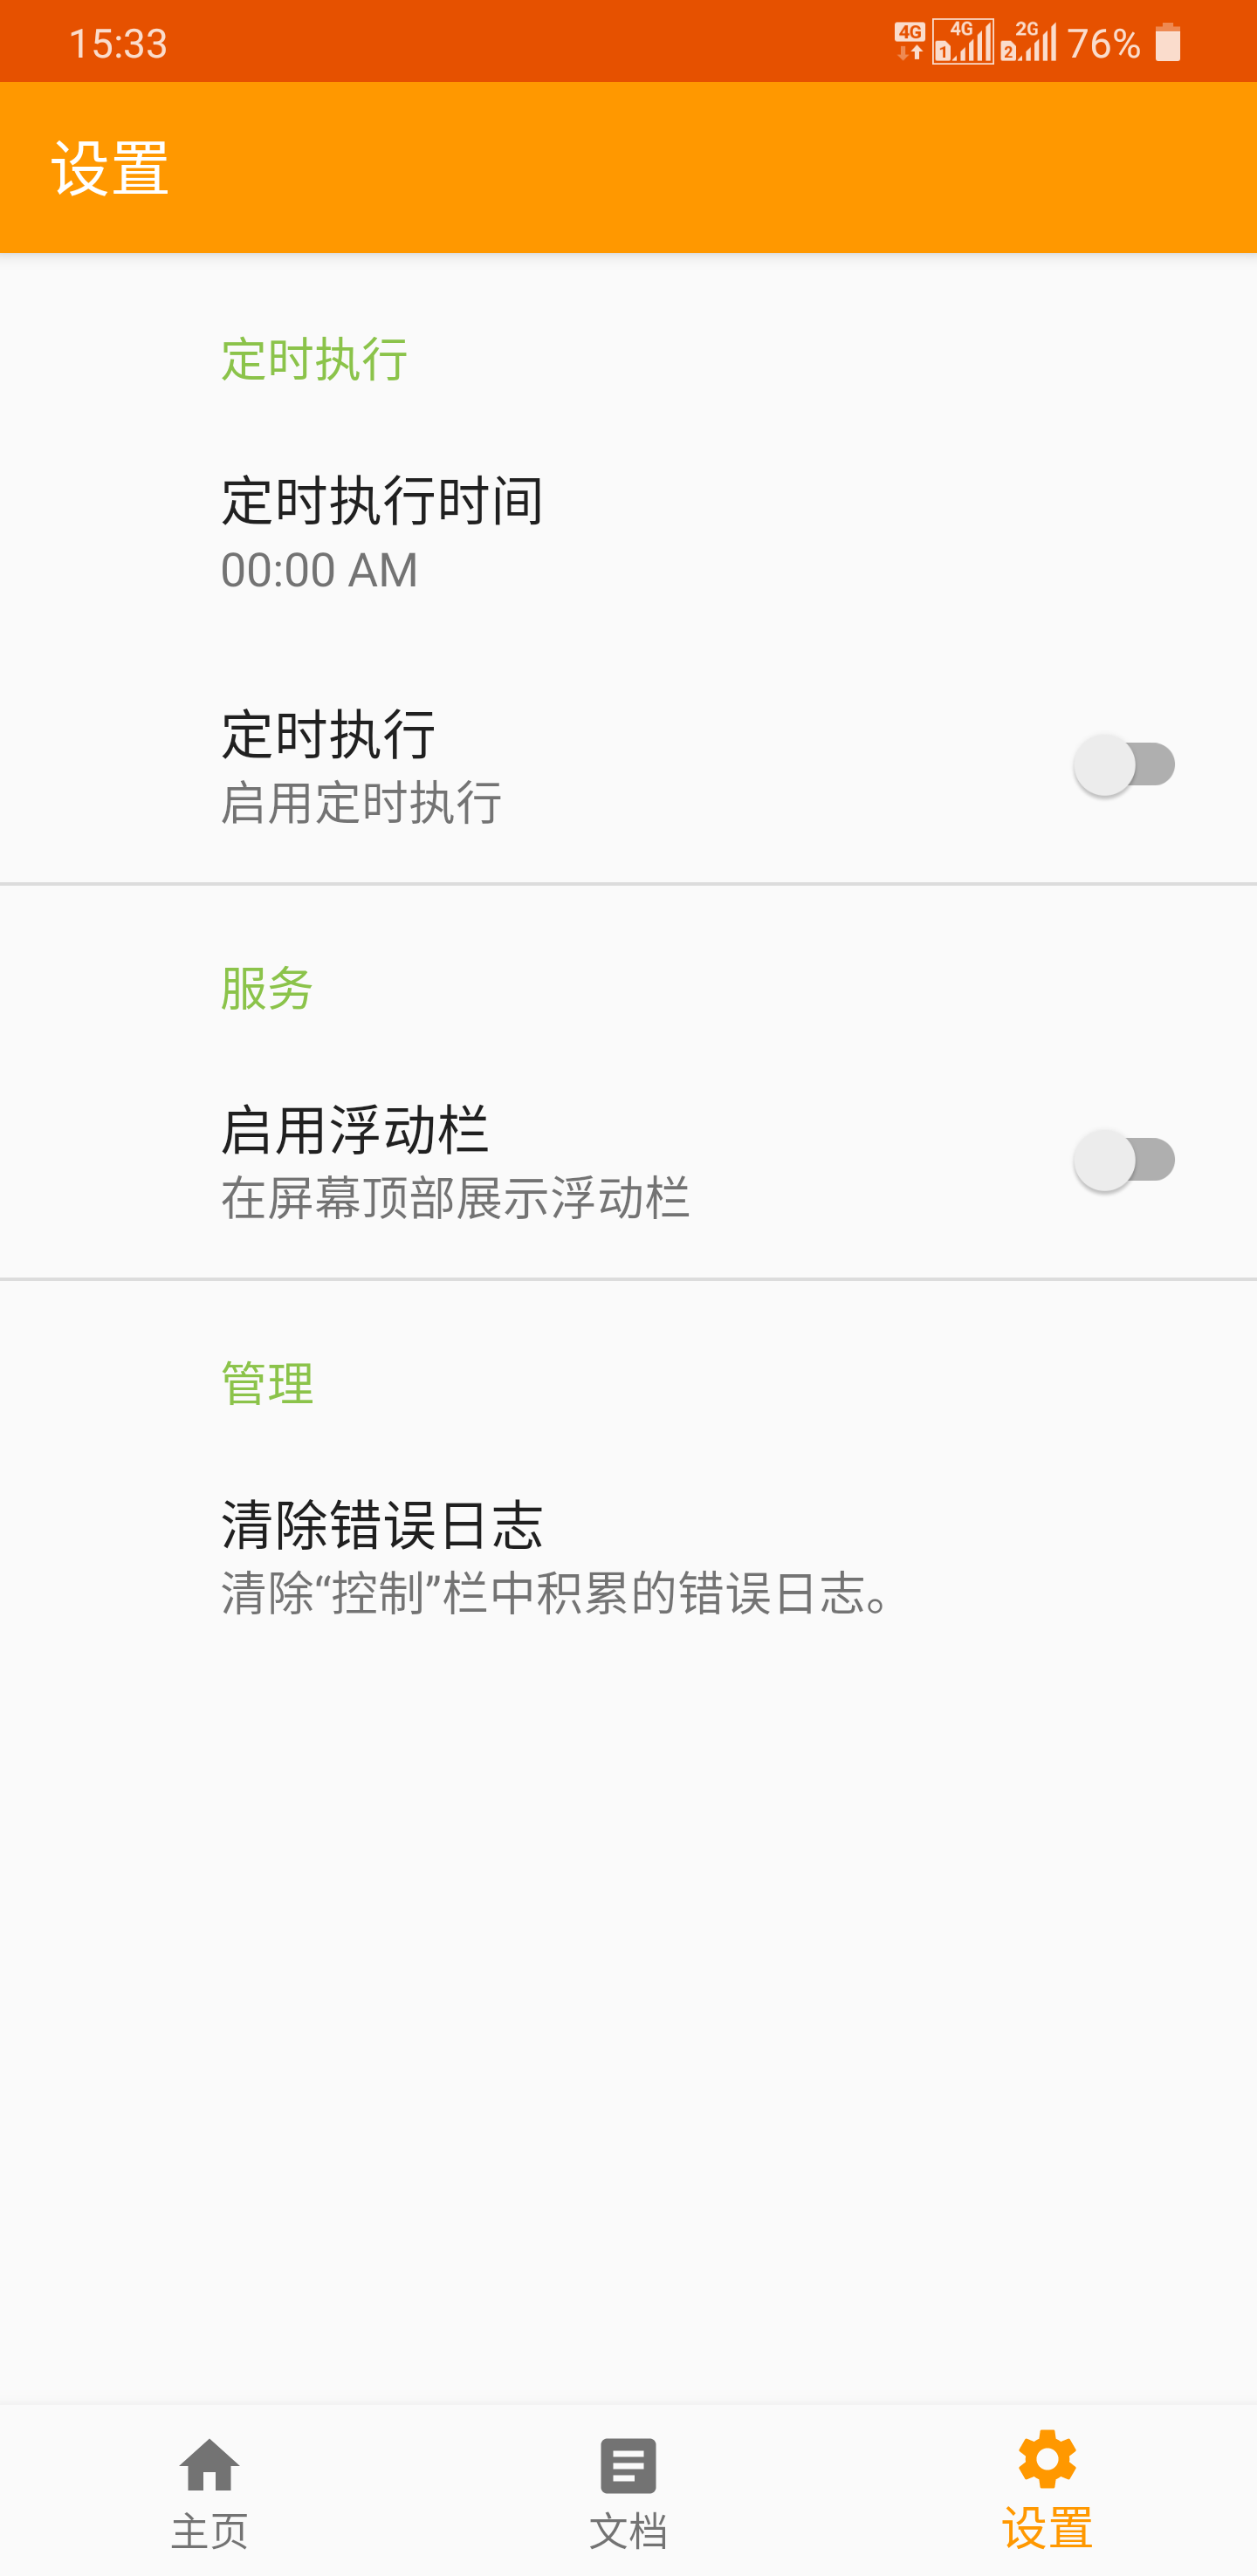 15:33 4G 1 4G 2 2G 76%
设置
定时执行
定时执行时间
00:00 AM
定时执行
启用定时执行
服务
启用浮动栏
在屏幕顶部展示浮动栏
管理
清除错误日志
清除“控制”栏中积累的错误日志。
主页 文档 设置